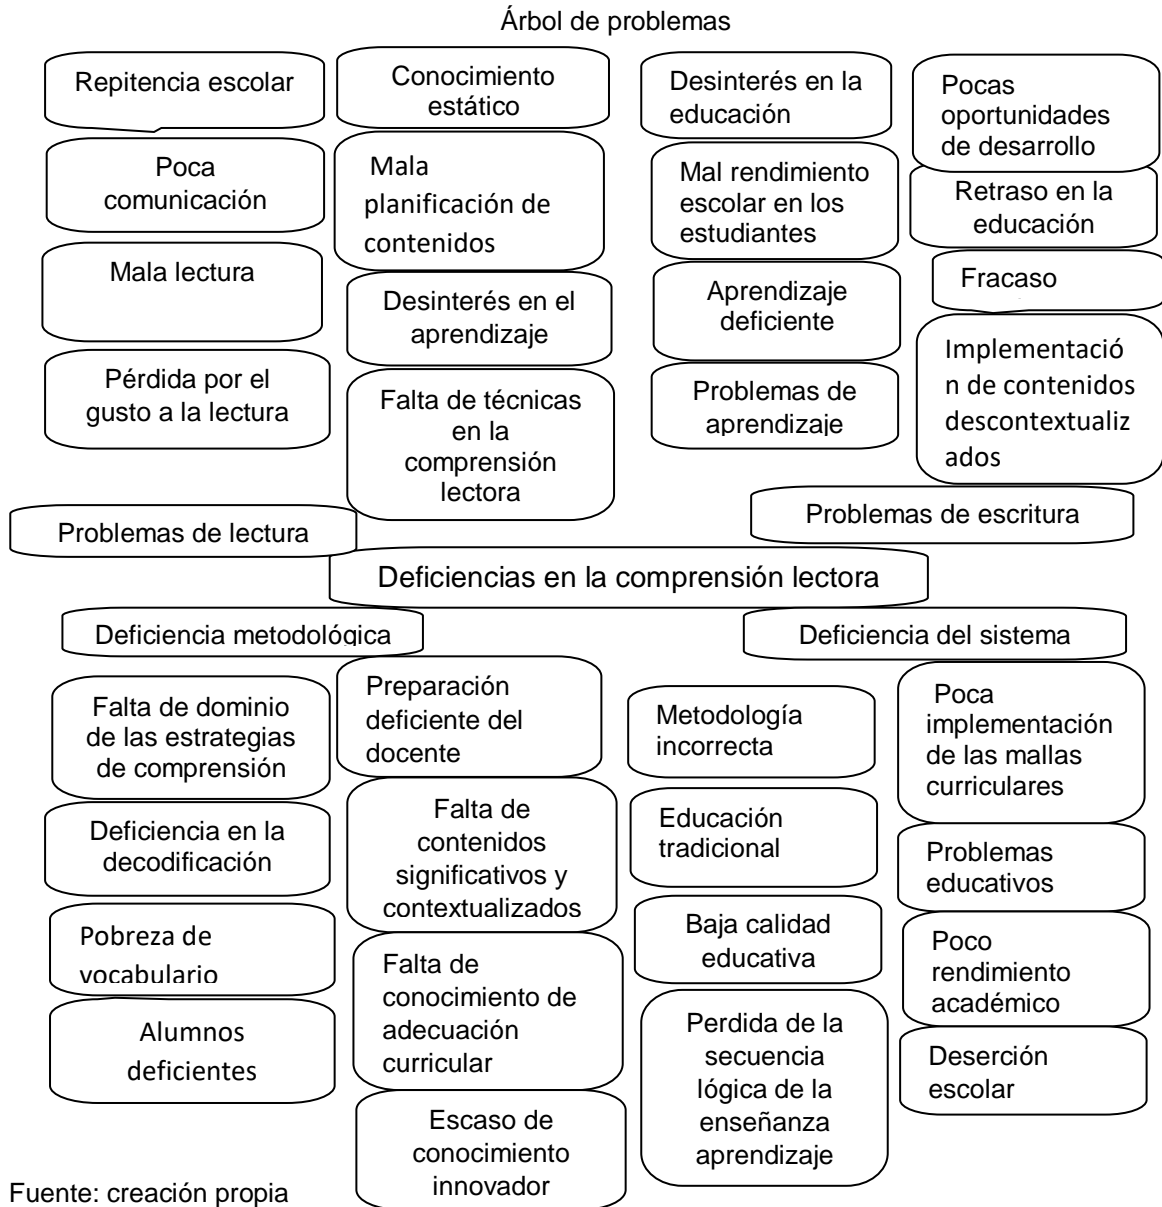 Árbol de problemas
Repitencia escolar
Poca
comunicación
Mala lectura
Pérdida por el
gusto a la lectura
Conocimiento
estático
Mala
planificación de
contenidos
Desinterés en el
aprendizaje
Falta de técnicas
en la
comprensión
lectora
Desinterés en la
educación
Mal rendimiento
escolar en los
estudiantes
Aprendizaje
deficiente
Problemas de
aprendizaje
Pocas
oportunidades
de desarrollo
Retraso en la
educación
Fracaso
Implementació
n de contenidos
descontextualiz
ados
Problemas de lectura
Problemas de escritura
Deficiencias en la comprensión lectora
Deficiencia metodológica
Deficiencia del sistema
Falta de dominio
de las estrategias
de comprensión
Deficiencia en la
decodificación
Pobreza de
vocabulario
Alumnos
deficientes
Preparación
deficiente del
docente
Falta de
contenidos
significativos y
contextualizados
Falta de
conocimiento de
adecuación
curricular
Escaso de
conocimiento
innovador
Metodología
incorrecta
Educación
tradicional
Baja calidad
educativa
Perdida de la
secuencia
lógica de la
enseñanza
aprendizaje
Poca
implementación
de las mallas
curriculares
Problemas
educativos
Poco
rendimiento
académico
Deserción
escolar
Fuente: creación propia